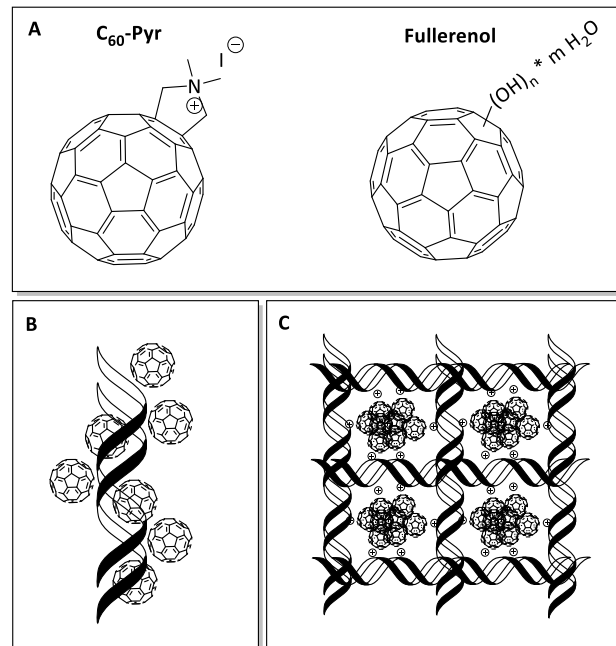 A
C₆₀-Pyr
I⊖
N
⊕
Fullerenol
(OH)ₙ * m H₂O
B
C
⊕ ⊕ ⊕ ⊕
⊕ ⊕ ⊕
⊕ ⊕ ⊕ ⊕
⊕ ⊕ ⊕ ⊕
⊕ ⊕ ⊕
⊕ ⊕ ⊕ ⊕